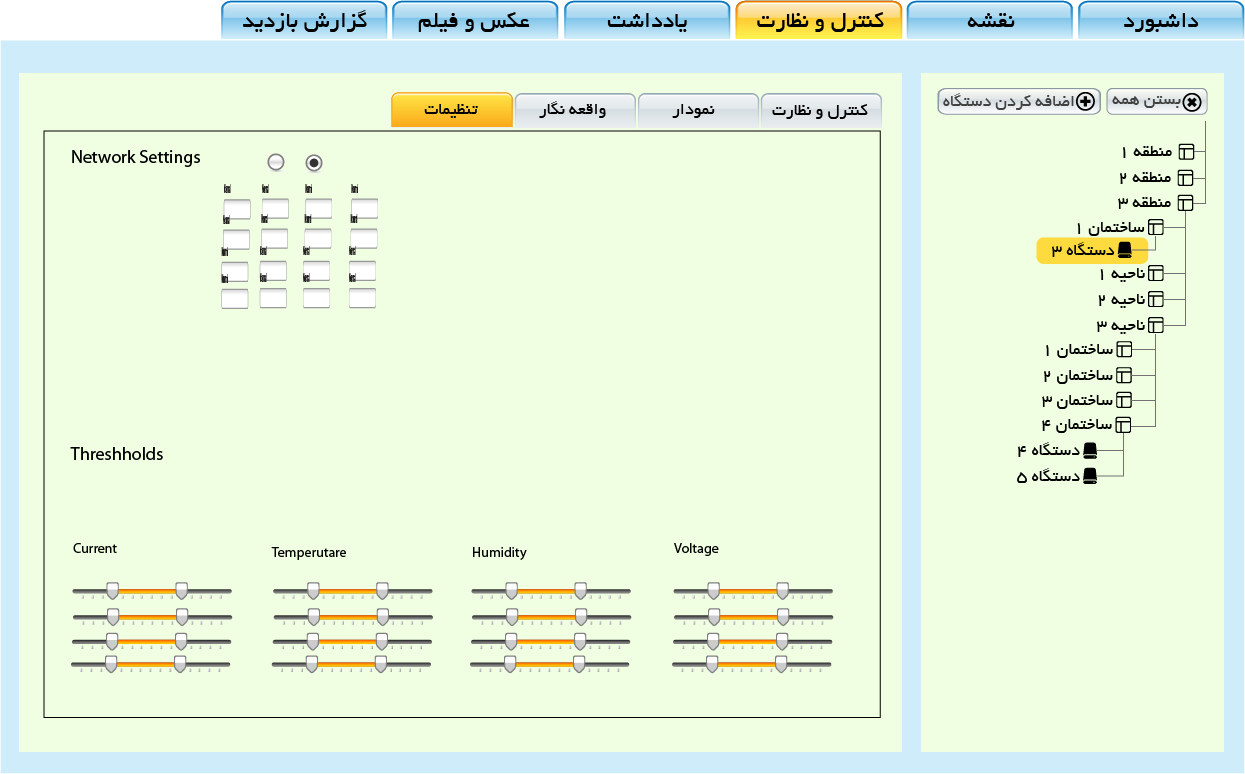 داشبورد
نقشه
کنترل و نظارت
یادداشت
عکس و فیلم
گزارش بازدید
بستن همه
اضافه کردن دستگاه
منطقه ۱
منطقه ۲
منطقه ۳
ساختمان ۱
دستگاه ۳
ناحیه ۱
ناحیه ۲
ناحیه ۳
ساختمان ۱
ساختمان ۲
ساختمان ۳
ساختمان ۴
دستگاه ۴
دستگاه ۵
کنترل و نظارت
نمودار
واقعه نگار
تنظیمات
Network Settings
Threshholds
Current
Temperutare
Humidity
Voltage